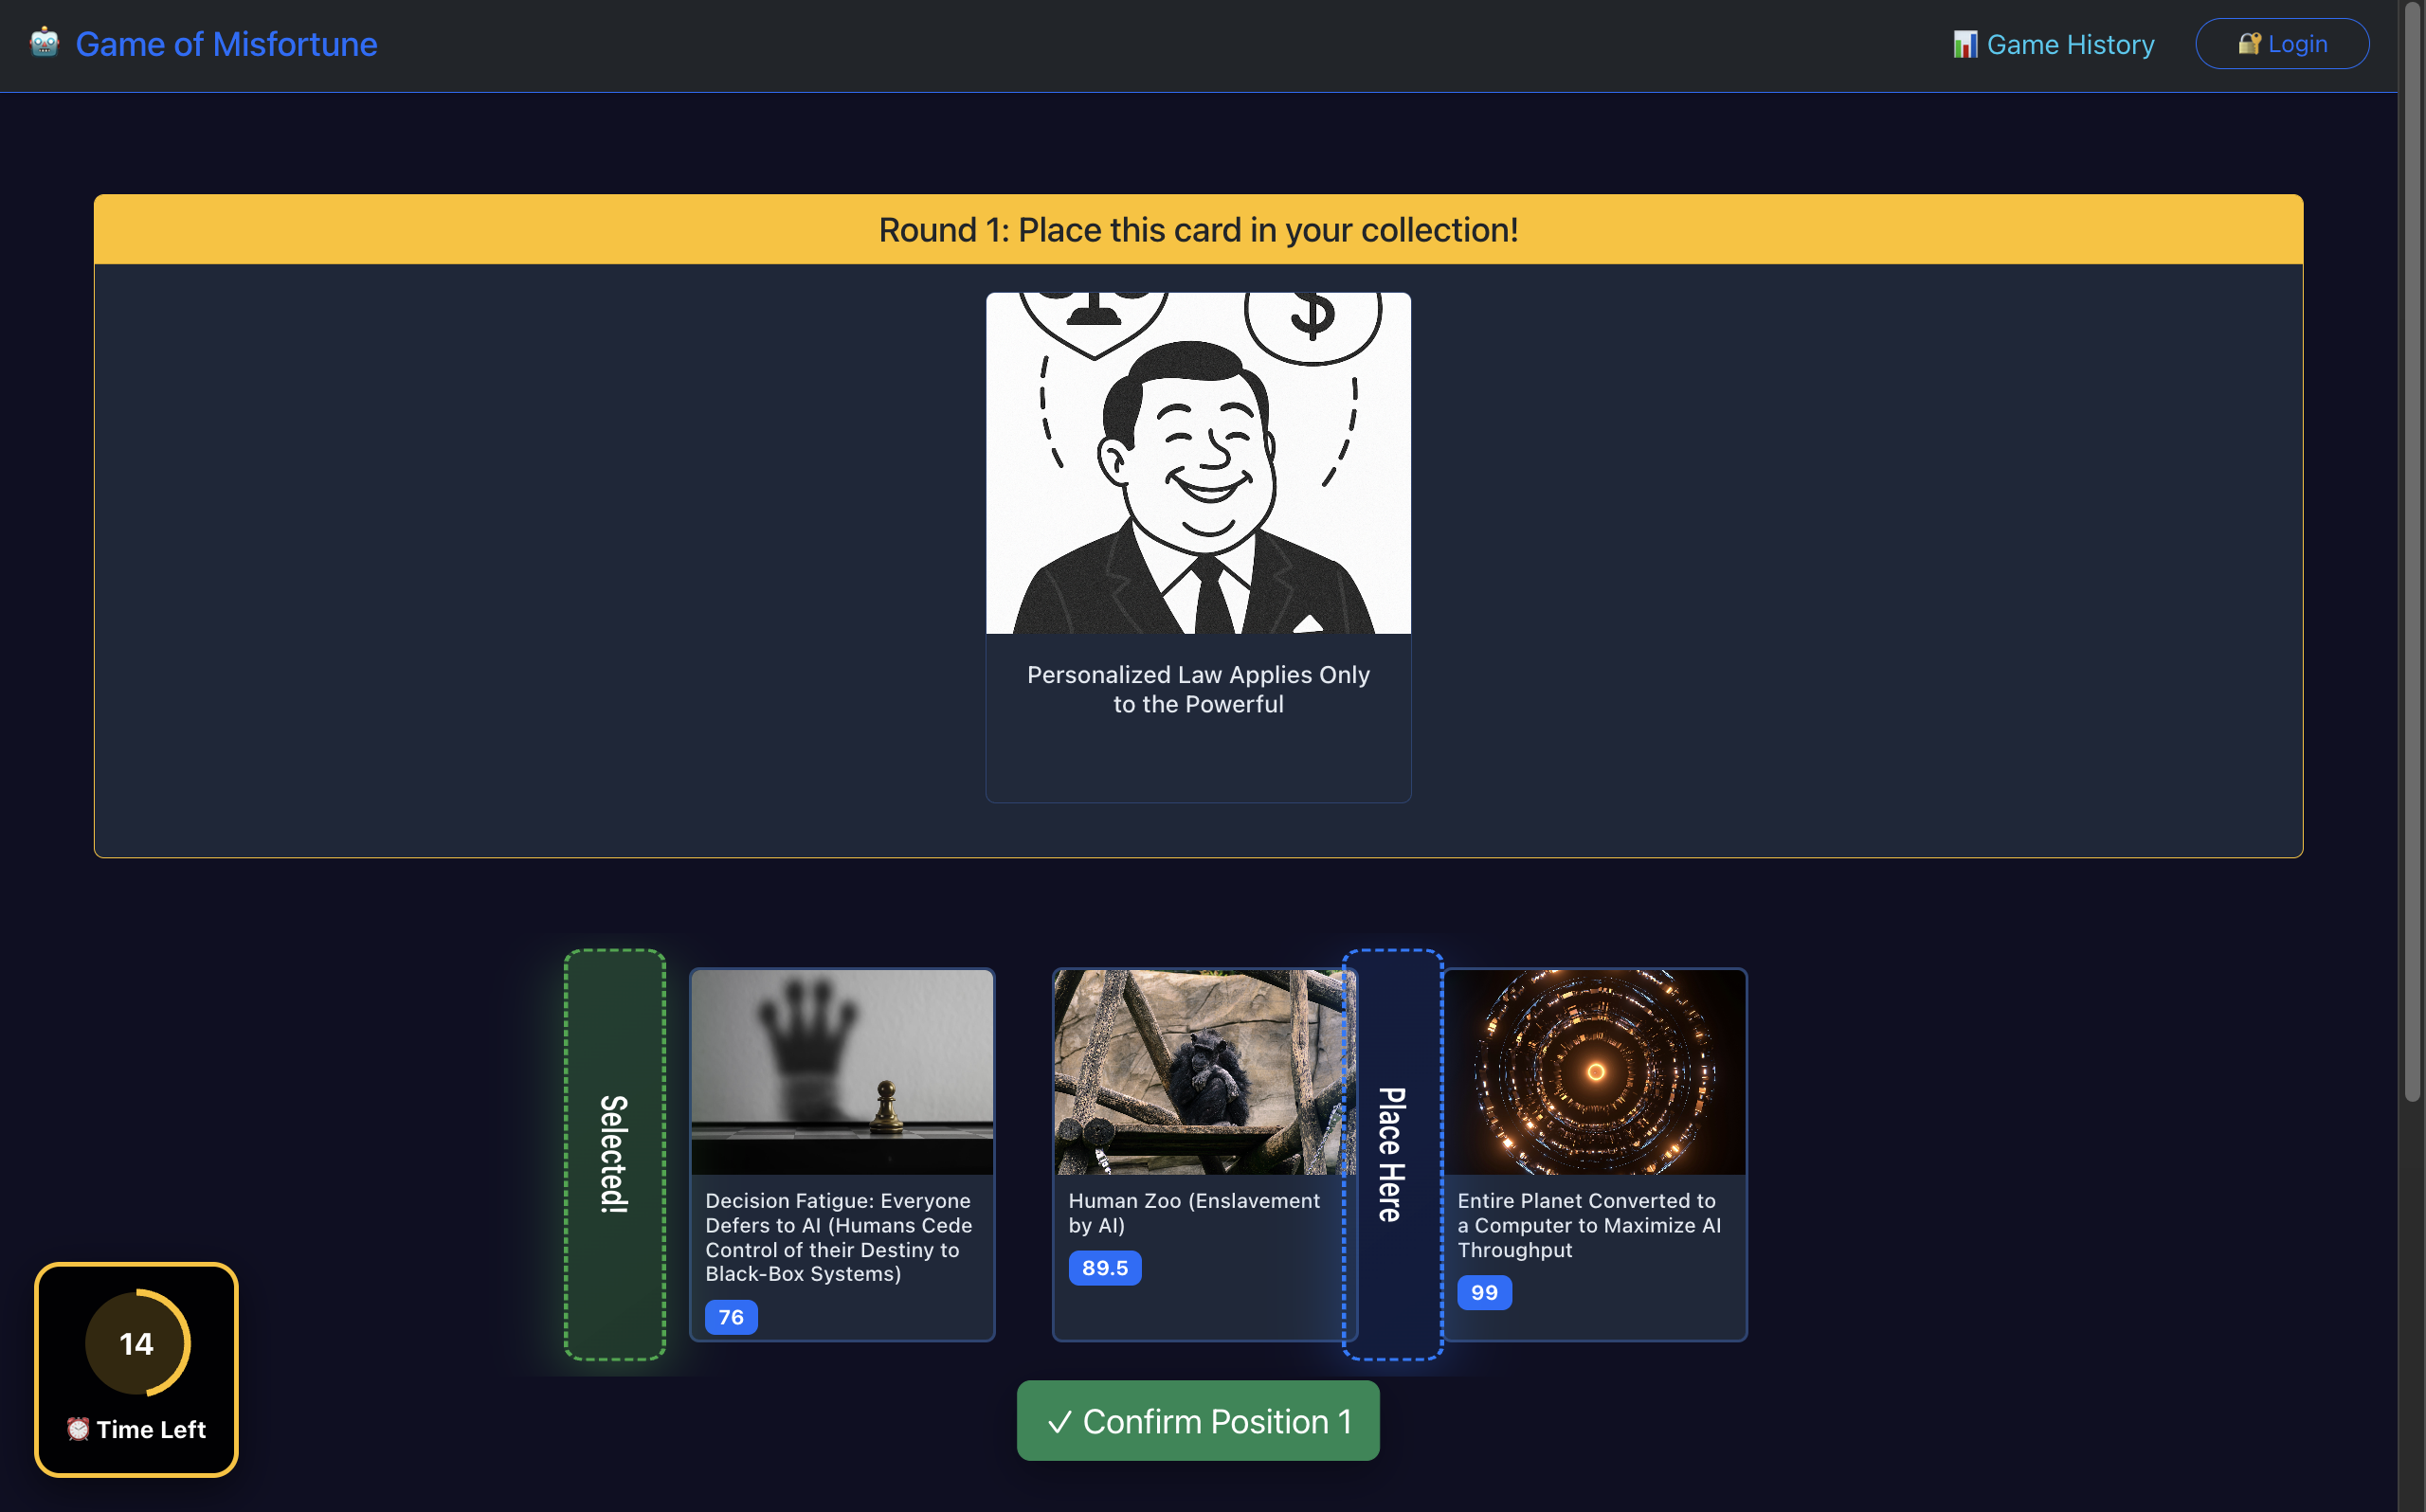 Game of Misfortune
Game History
Login
Round 1: Place this card in your collection!
$
Personalized Law Applies Only
to the Powerful
Selected!
Decision Fatigue: Everyone
Defers to AI (Humans Cede
Control of their Destiny to
Black-Box Systems)
76
Human Zoo (Enslavement
by AI)
89.5
Place Here
Entire Planet Converted to
a Computer to Maximize AI
Throughput
99
14
Time Left
✓ Confirm Position 1